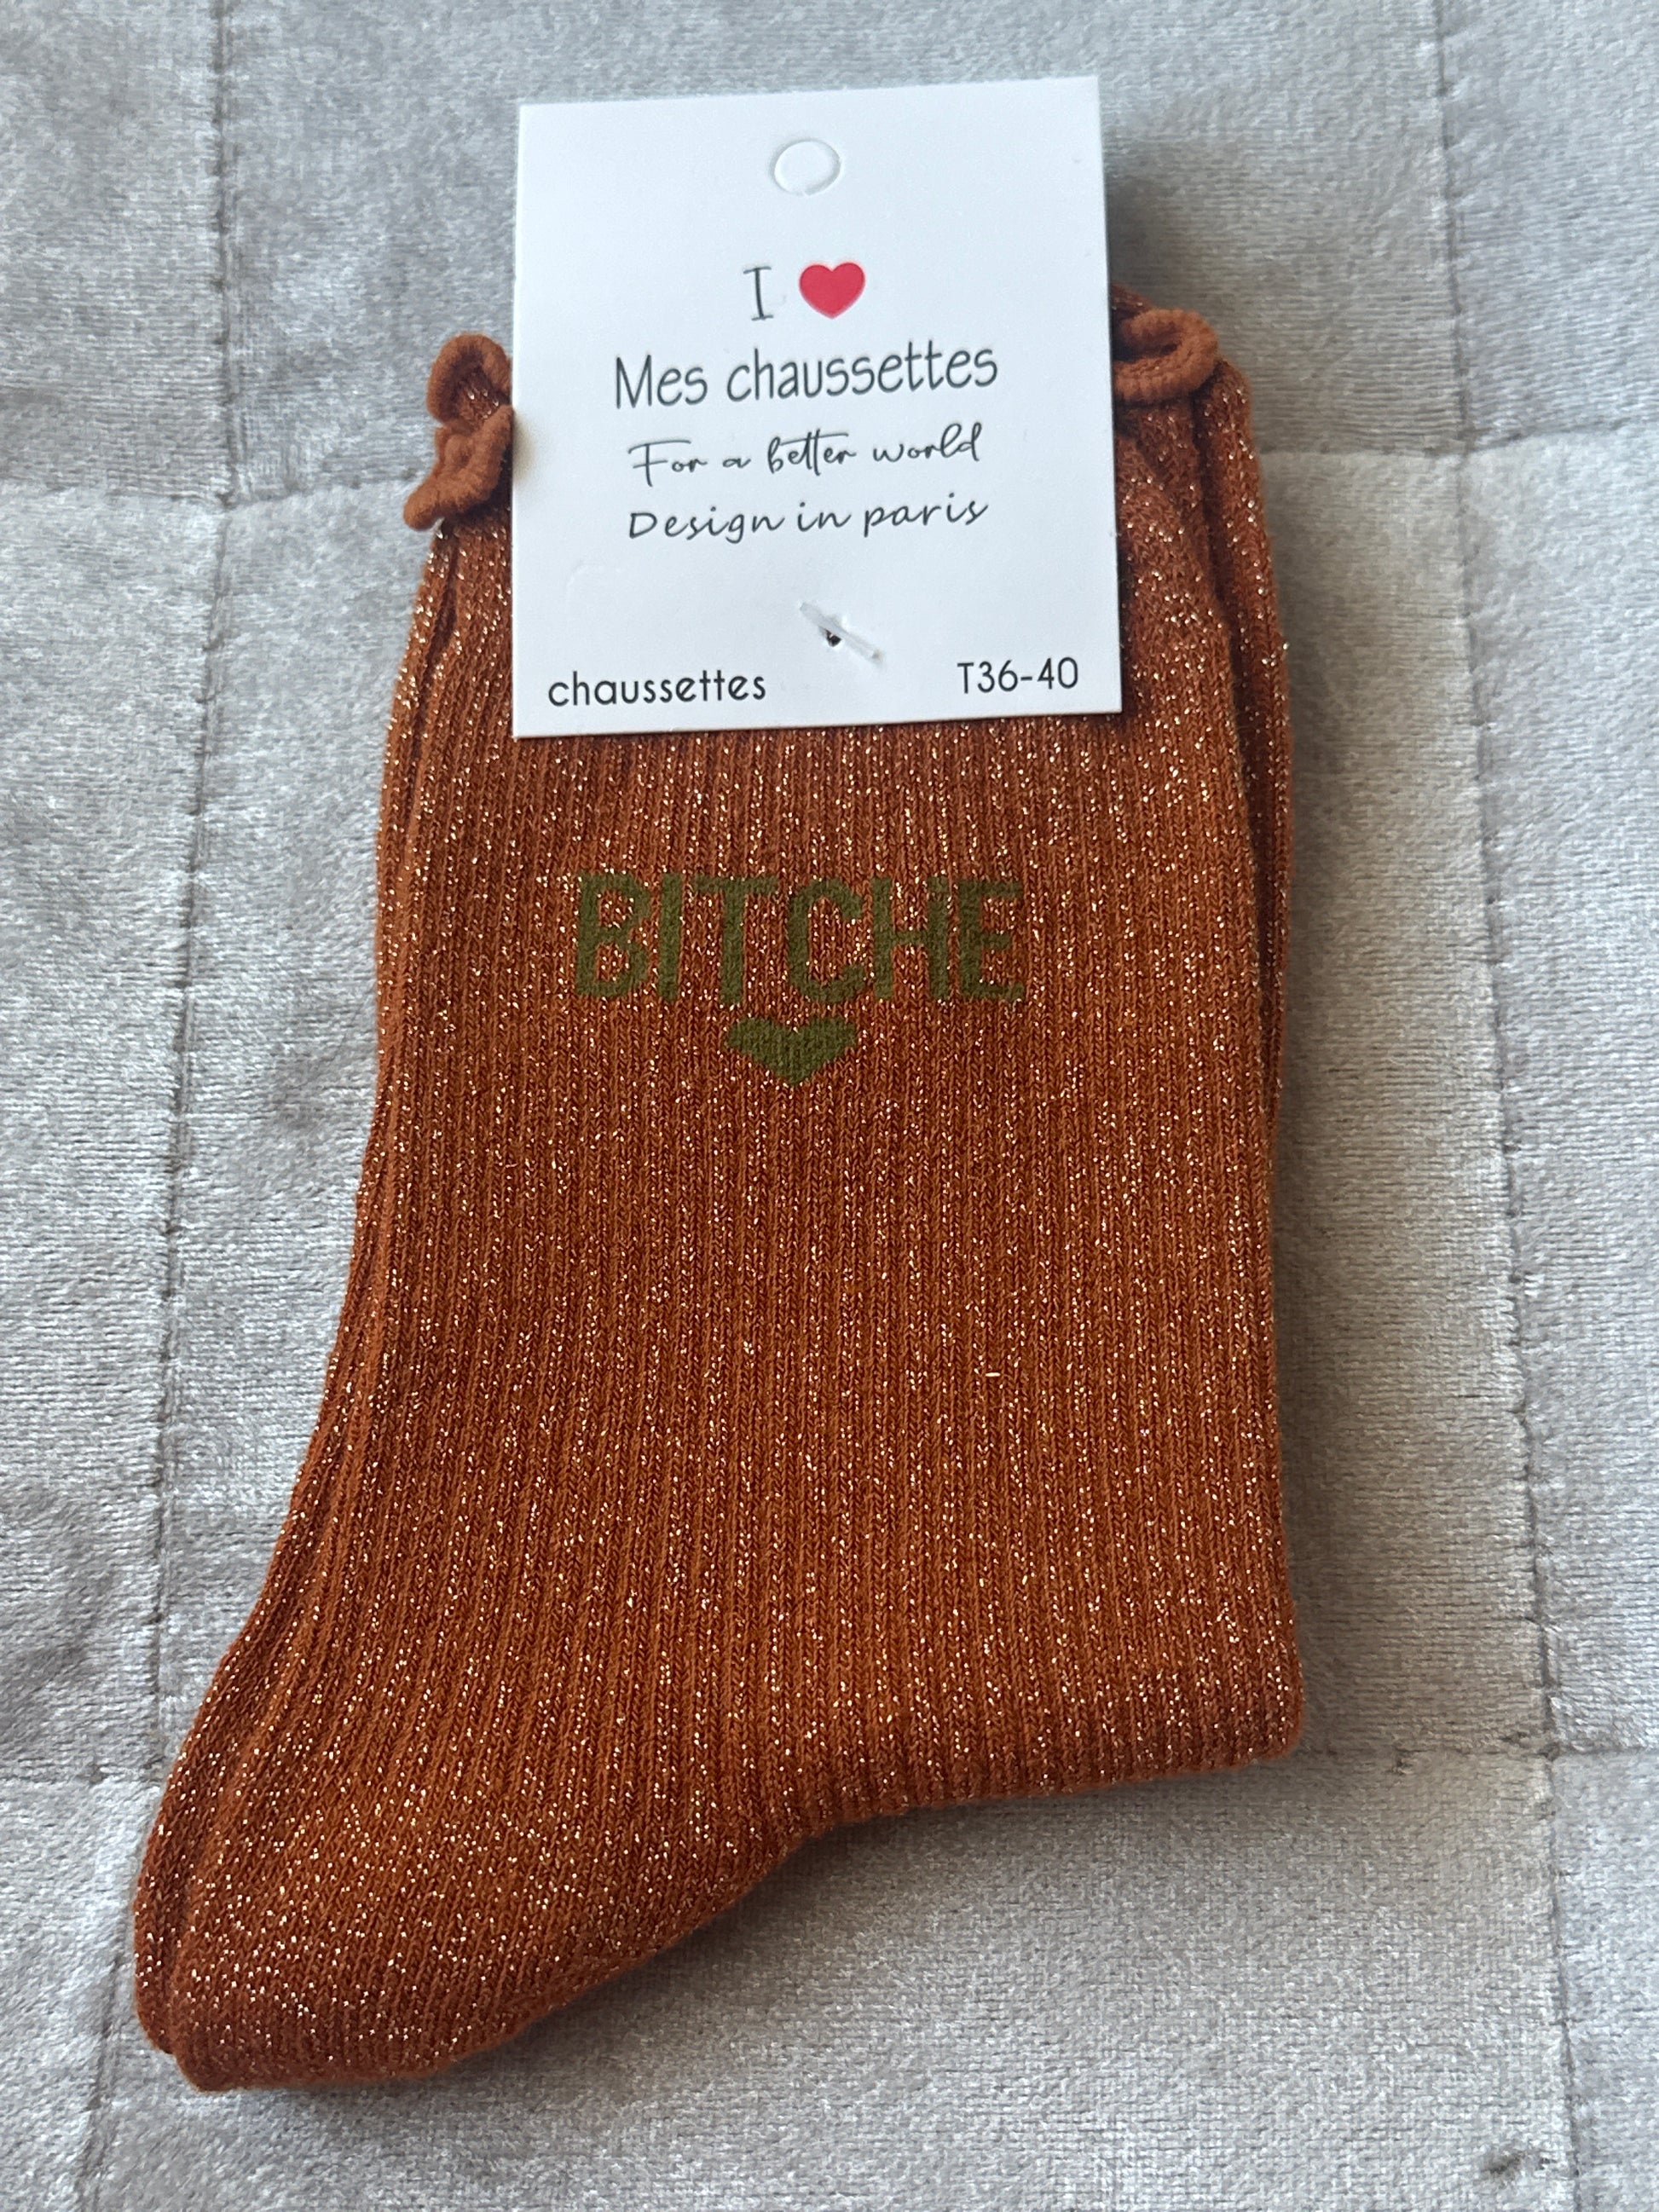 I ❤
Mes chaussettes
For a better world
Design in paris
chaussettes T36-40
BITCHE